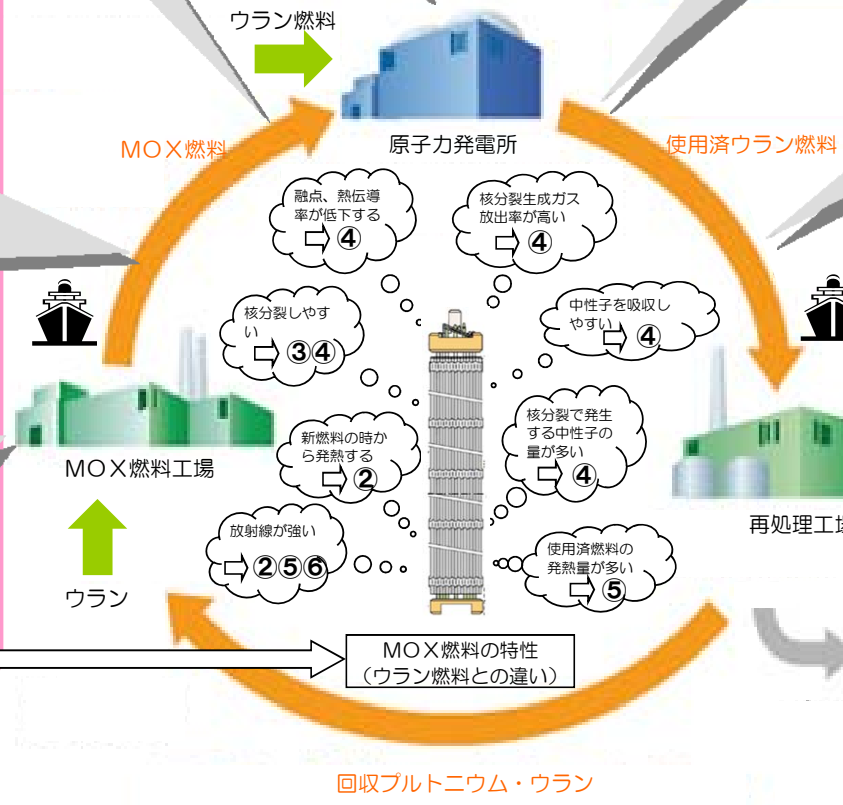 ウラン燃料
原子力発電所
MOX燃料
使用済ウラン燃料
融点、熱伝導
率が低下する
⇨④
核分裂生成ガス
放出率が高い
⇨④
核分裂しやす
い
⇨③④
中性子を吸収し
やすい
⇨④
新燃料の時か
ら発熱する
⇨②
核分裂で発生
する中性子の
量が多い
⇨④
MOX燃料工場
放射線が強い
⇨②⑤⑥
使用済燃料の
発熱量が多い
⇨⑤
再処理工
ウラン
MOX燃料の特性
(ウラン燃料との違い)
回収プルトニウム・ウラン